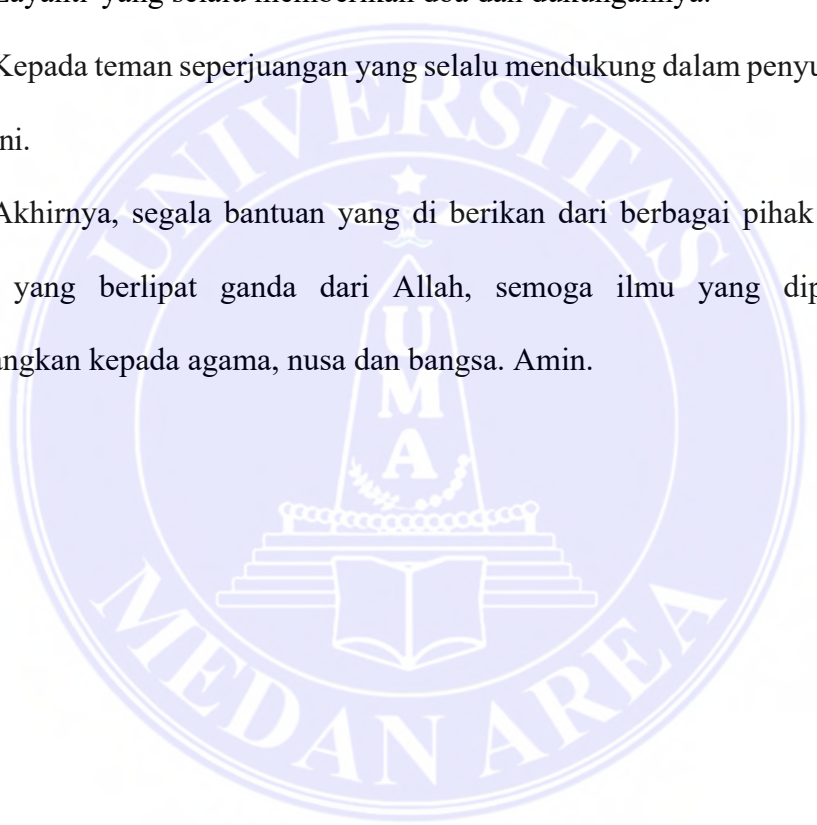 yang selalu memberikan doa dan dukungannya.
Kepada teman seperjuangan yang selalu mendukung dalam penyu
ni.
Akhirnya, segala bantuan yang di berikan dari berbagai pihak
yang berlipat ganda dari Allah, semoga ilmu yang dip
angkan kepada agama, nusa dan bangsa. Amin.
UNIVERSITAS
UMA
MEDAN AREA